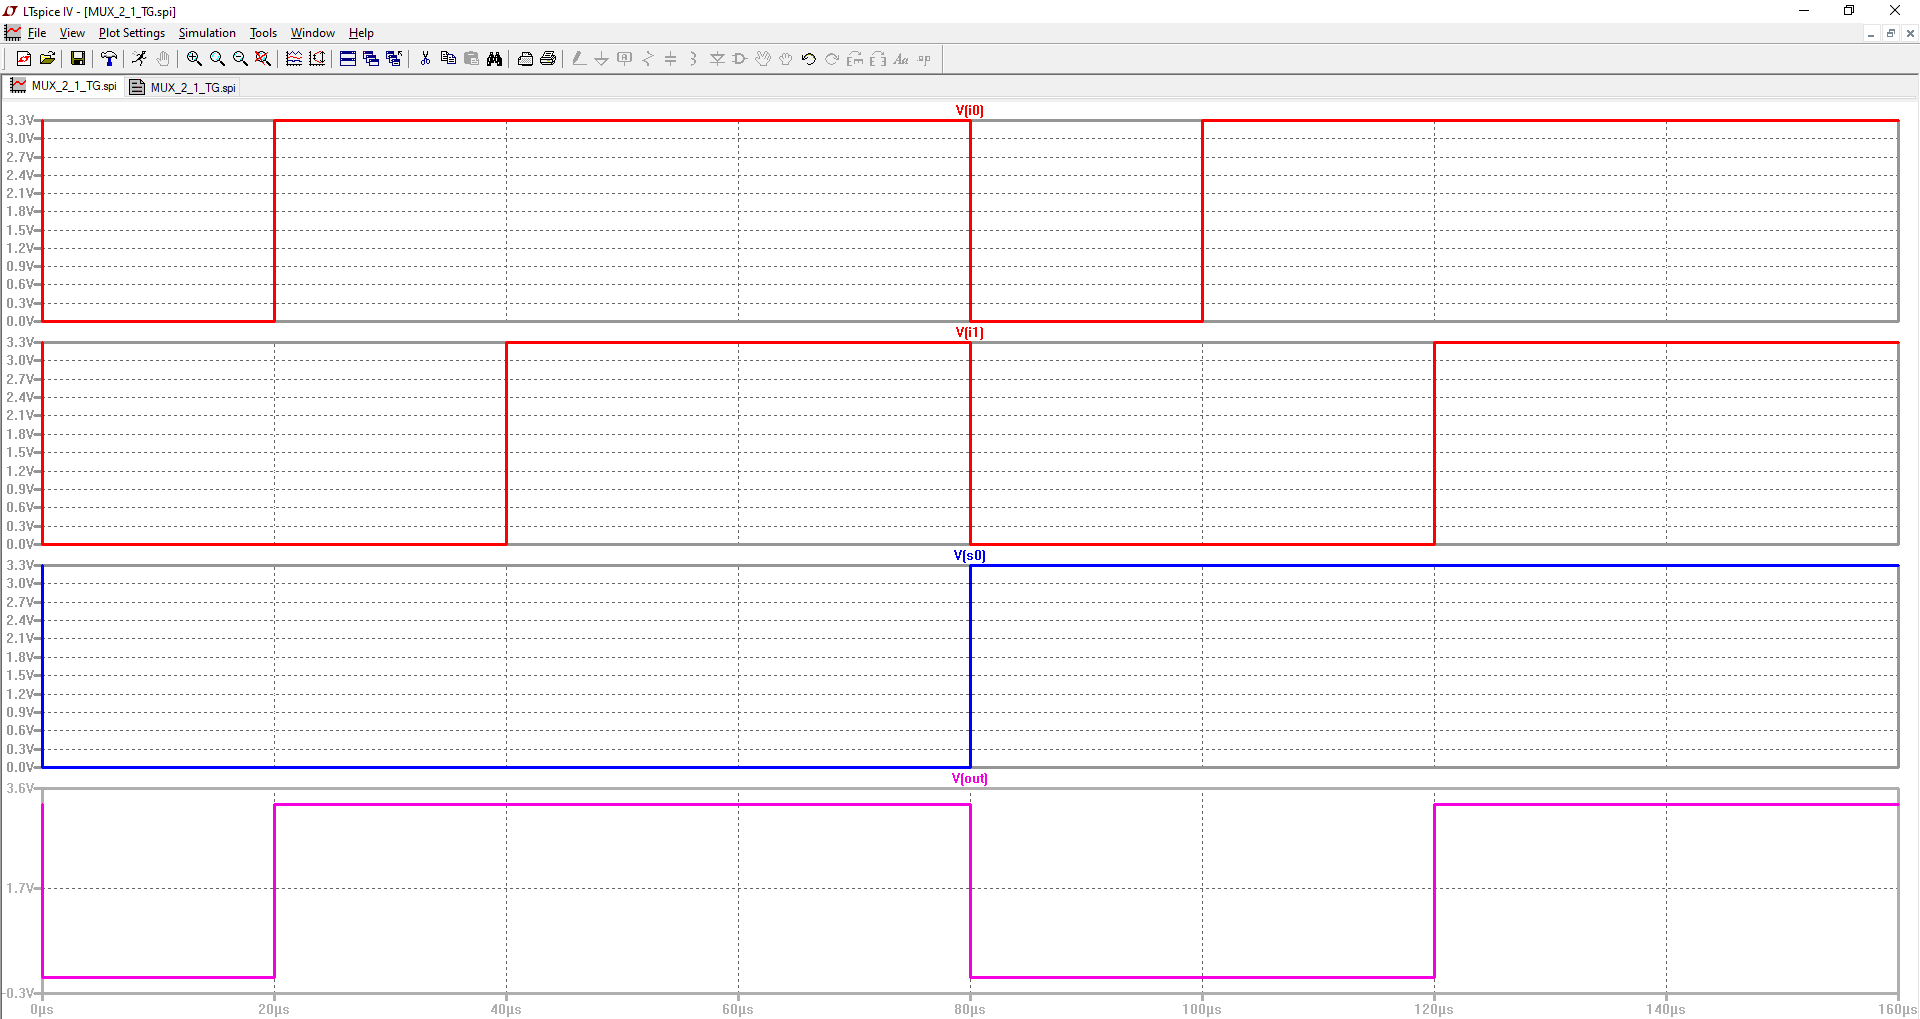 LTspice IV - [MUX_2_1_TG.spi]
File View Plot Settings Simulation Tools Window Help
MUX_2_1_TG.spi MUX_2_1_TG.spi
V(i0)
3.3V
3.0V
2.7V
2.4V
2.1V
1.8V
1.5V
1.2V
0.9V
0.6V
0.3V
0.0V
V(i1)
3.3V
3.0V
2.7V
2.4V
2.1V
1.8V
1.5V
1.2V
0.9V
0.6V
0.3V
0.0V
V(s0)
3.3V
3.0V
2.7V
2.4V
2.1V
1.8V
1.5V
1.2V
0.9V
0.6V
0.3V
0.0V
V(out)
3.6V
1.7V
-0.3V
0µs 20µs 40µs 60µs 80µs 100µs 120µs 140µs 160µs